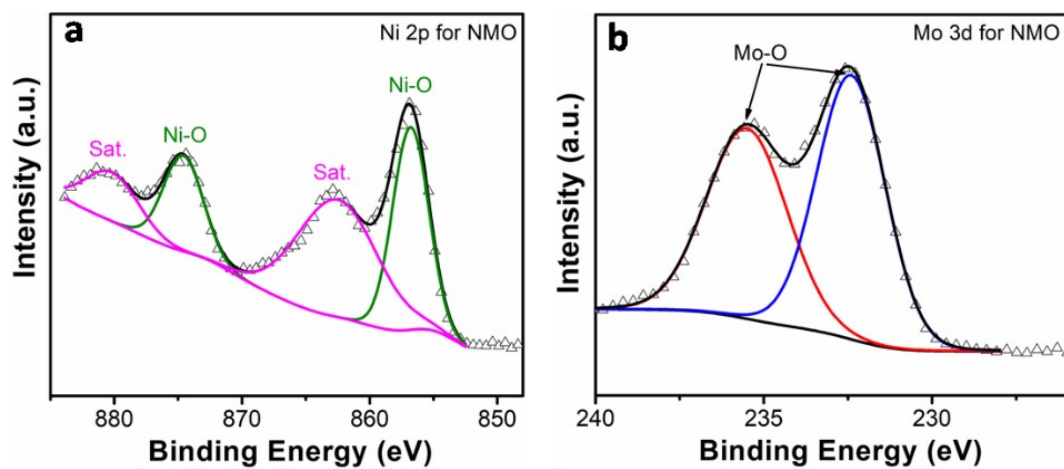 a
Ni 2p for NMO
Ni-O
Sat.
Ni-O
Sat.
Intensity (a.u.)
880
870
860
850
Binding Energy (eV)
b
Mo 3d for NMO
Mo-O
Intensity (a.u.)
240
235
230
Binding Energy (eV)